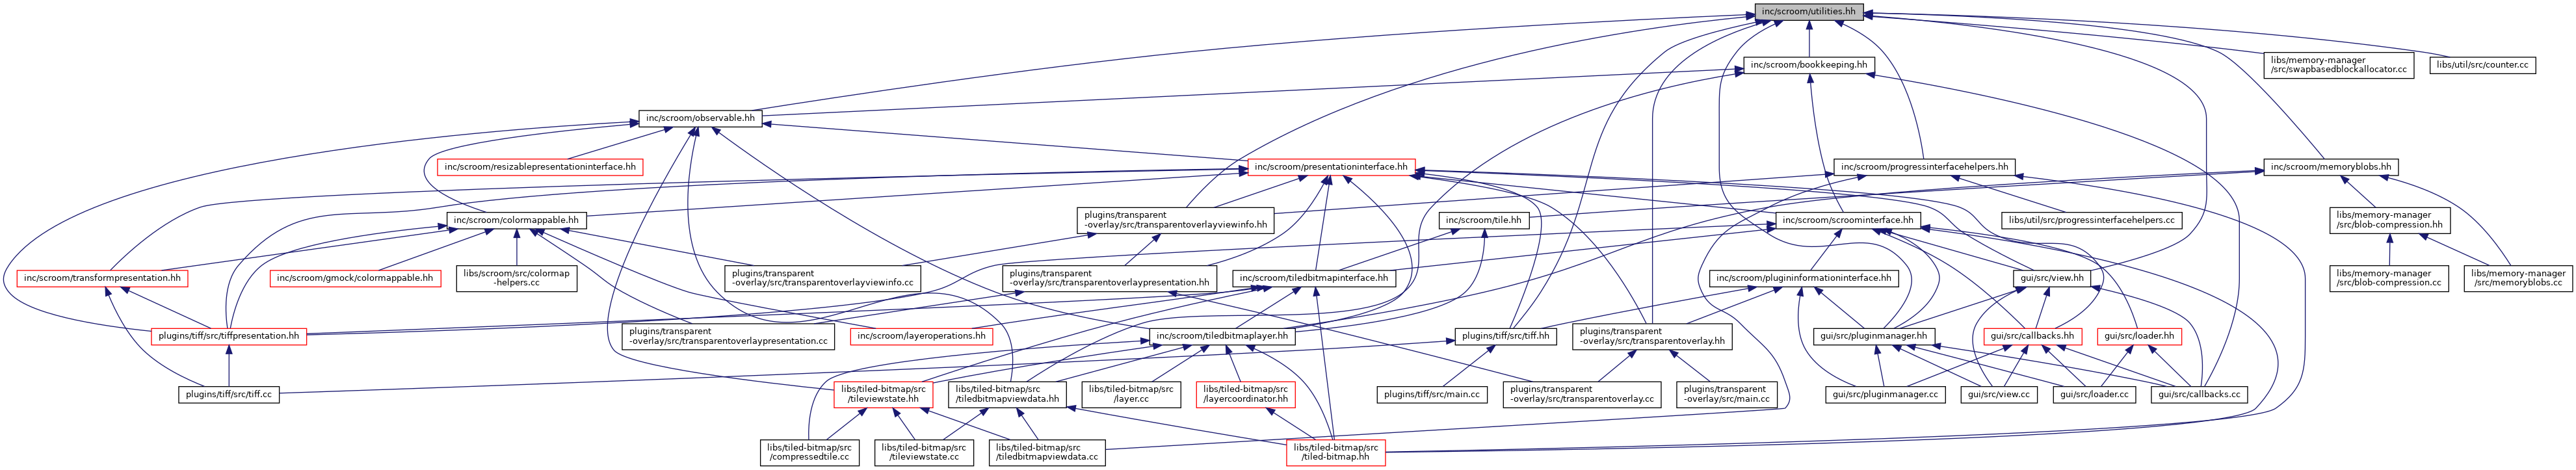 inc/scroom/utilities.hh
inc/scroom/bookkeeping.hh
libs/memory-manager
/src/swapbasedblockallocator.cc
libs/util/src/counter.cc
inc/scroom/observable.hh
inc/scroom/resizablepresentationinterface.hh
inc/scroom/presentationinterface.hh
inc/scroom/progressinterfacehelpers.hh
inc/scroom/memoryblobs.hh
inc/scroom/colormappable.hh
plugins/transparent
-overlay/src/transparentoverlayviewinfo.hh
inc/scroom/tile.hh
inc/scroom/scroominterface.hh
libs/util/src/progressinterfacehelpers.cc
libs/memory-manager
/src/blob-compression.hh
inc/scroom/transformpresentation.hh
inc/scroom/gmock/colormappable.hh
libs/scroom/src/colormap
-helpers.cc
plugins/transparent
-overlay/src/transparentoverlayviewinfo.cc
plugins/transparent
-overlay/src/transparentoverlaypresentation.hh
inc/scroom/tiledbitmapinterface.hh
inc/scroom/plugininformationinterface.hh
gui/src/view.hh
libs/memory-manager
/src/blob-compression.cc
libs/memory-manager
/src/memoryblobs.cc
plugins/tiff/src/tiffpresentation.hh
plugins/transparent
-overlay/src/transparentoverlaypresentation.cc
inc/scroom/layeroperations.hh
inc/scroom/tiledbitmaplayer.hh
plugins/tiff/src/tiff.hh
plugins/transparent
-overlay/src/transparentoverlay.hh
gui/src/pluginmanager.hh
gui/src/callbacks.hh
gui/src/loader.hh
plugins/tiff/src/tiff.cc
libs/tiled-bitmap/src
/tileviewstate.hh
libs/tiled-bitmap/src
/tiledbitmapviewdata.hh
libs/tiled-bitmap/src
/layer.cc
libs/tiled-bitmap/src
/layercoordinator.hh
plugins/tiff/src/main.cc
plugins/transparent
-overlay/src/transparentoverlay.cc
plugins/transparent
-overlay/src/main.cc
gui/src/pluginmanager.cc
gui/src/view.cc
gui/src/loader.cc
gui/src/callbacks.cc
libs/tiled-bitmap/src
/compressedtile.cc
libs/tiled-bitmap/src
/tileviewstate.cc
libs/tiled-bitmap/src
/tiledbitmapviewdata.cc
libs/tiled-bitmap/src
/tiled-bitmap.hh